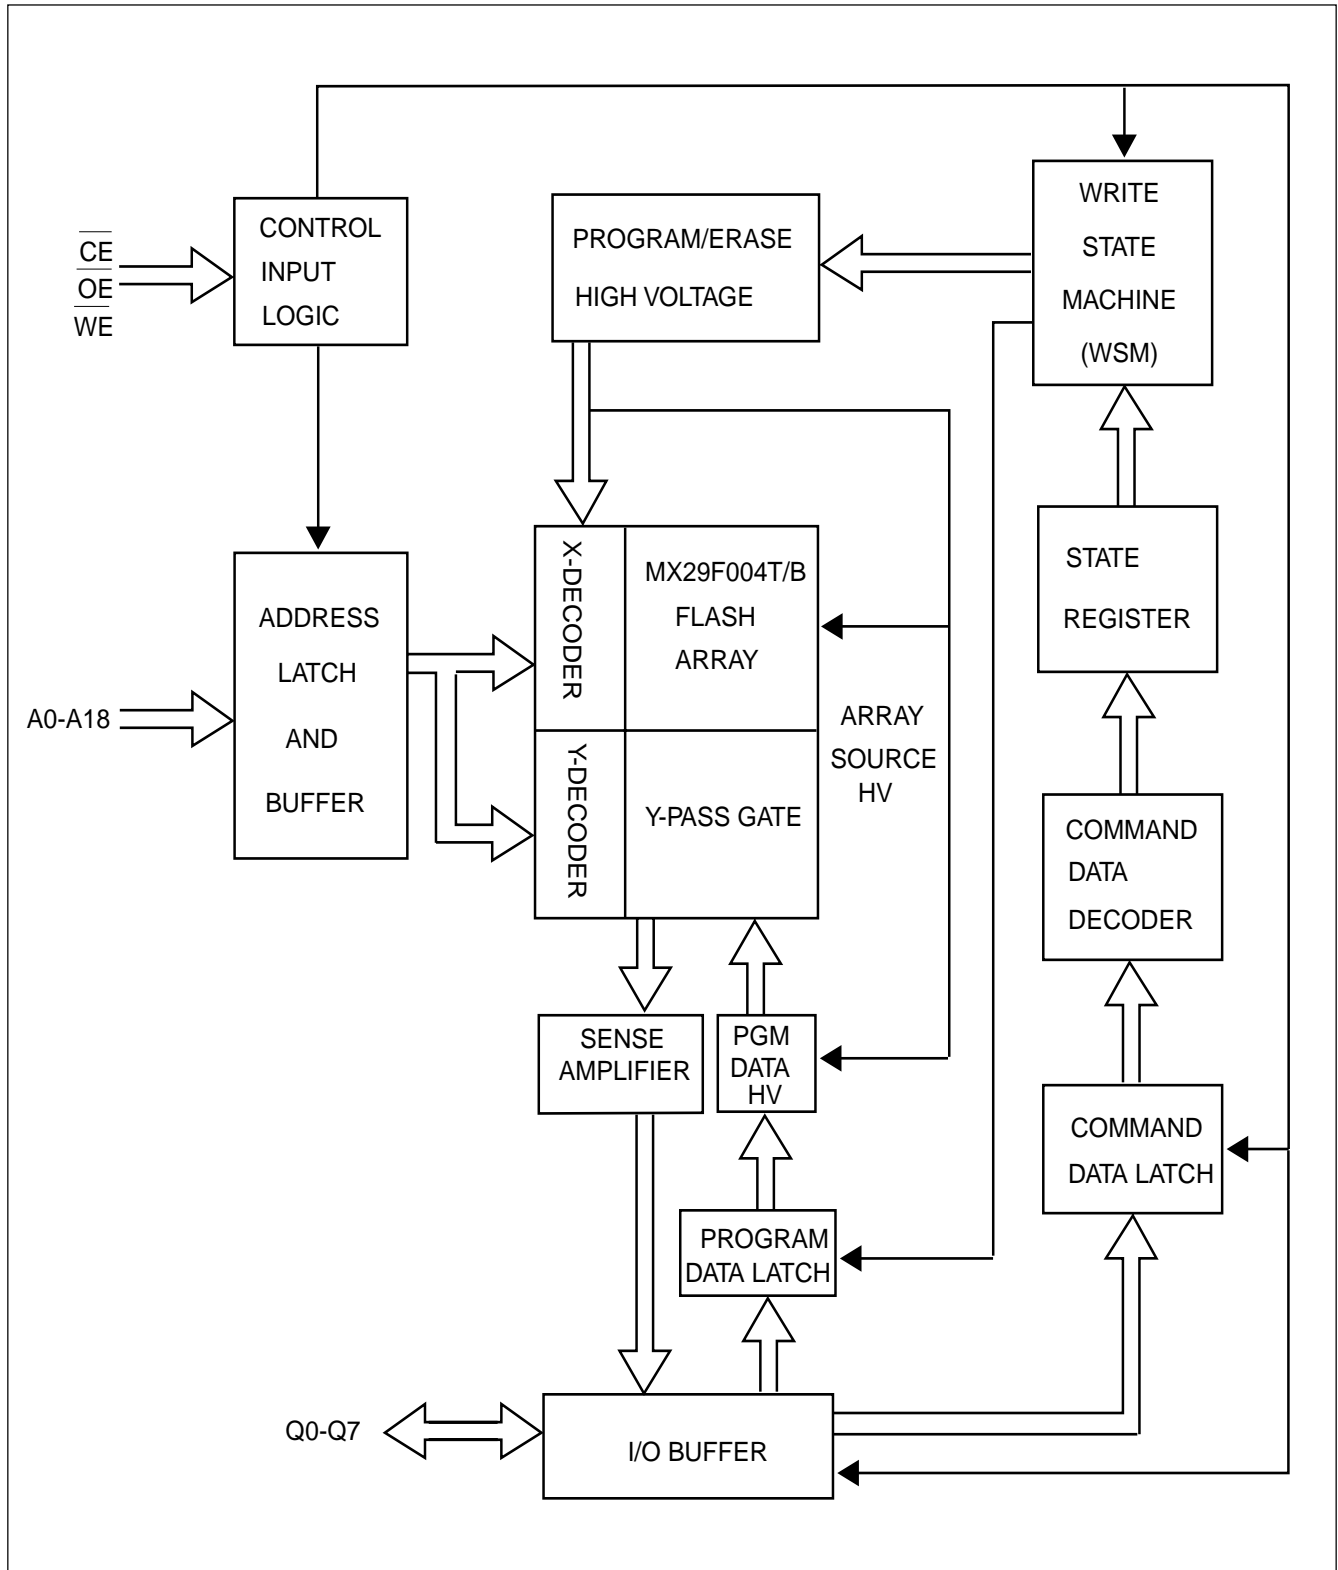 CE
OE
WE
CONTROL
INPUT
LOGIC
PROGRAM/ERASE
HIGH VOLTAGE
WRITE
STATE
MACHINE
(WSM)
STATE
REGISTER
ADDRESS
LATCH
AND
BUFFER
A0-A18
X-DECODER
MX29F004T/B
FLASH
ARRAY
Y-DECODER
Y-PASS GATE
ARRAY
SOURCE
HV
COMMAND
DATA
DECODER
SENSE
AMPLIFIER
PGM
DATA
HV
COMMAND
DATA LATCH
PROGRAM
DATA LATCH
Q0-Q7
I/O BUFFER